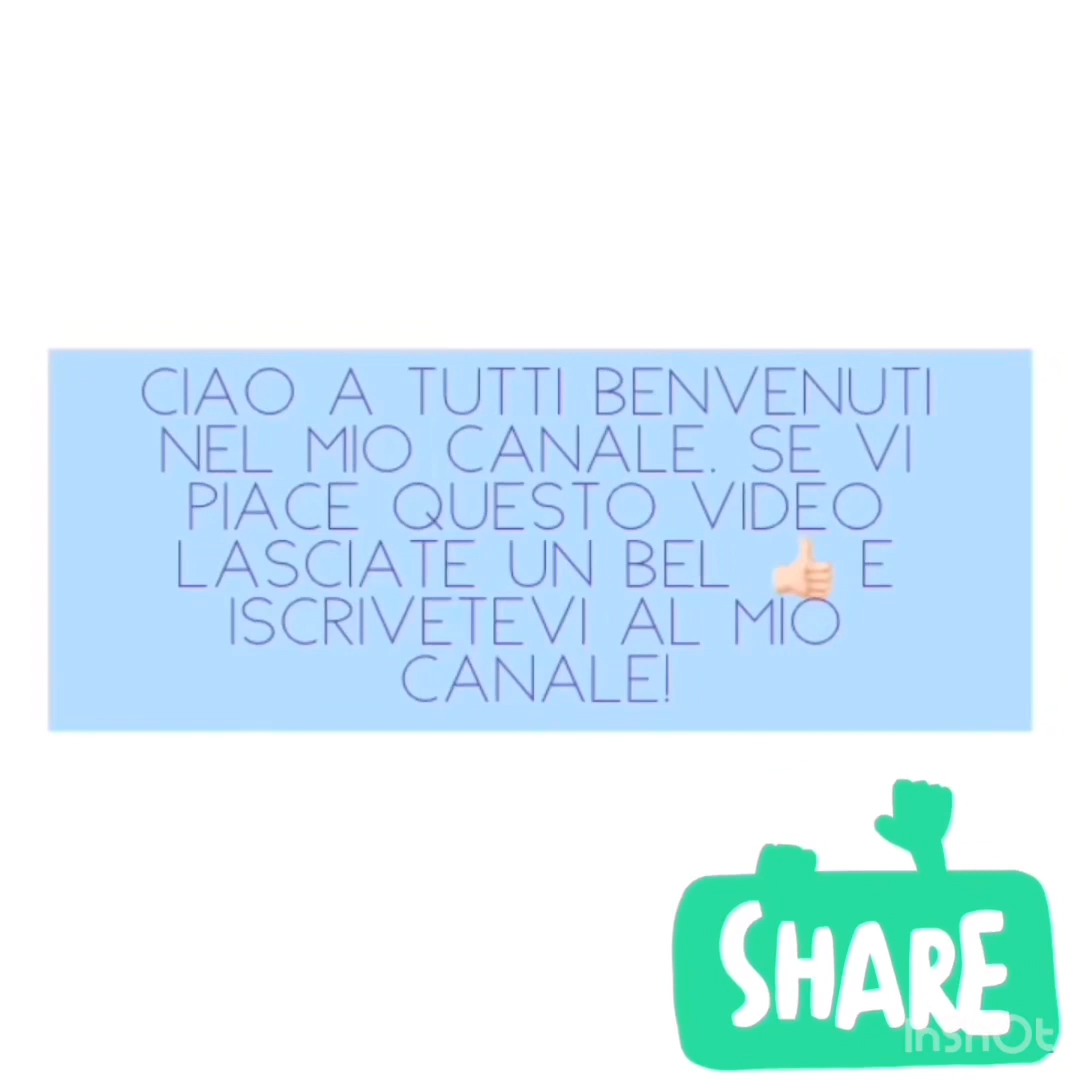 CIAO A TUTTI BENVENUTI
NEL MIO CANALE. SE VI
PIACE QUESTO VIDEO
LASCIATE UN BEL 👍🏻 E
ISCRIVETEVI AL MIO
CANALE!
SHARE
InShOt